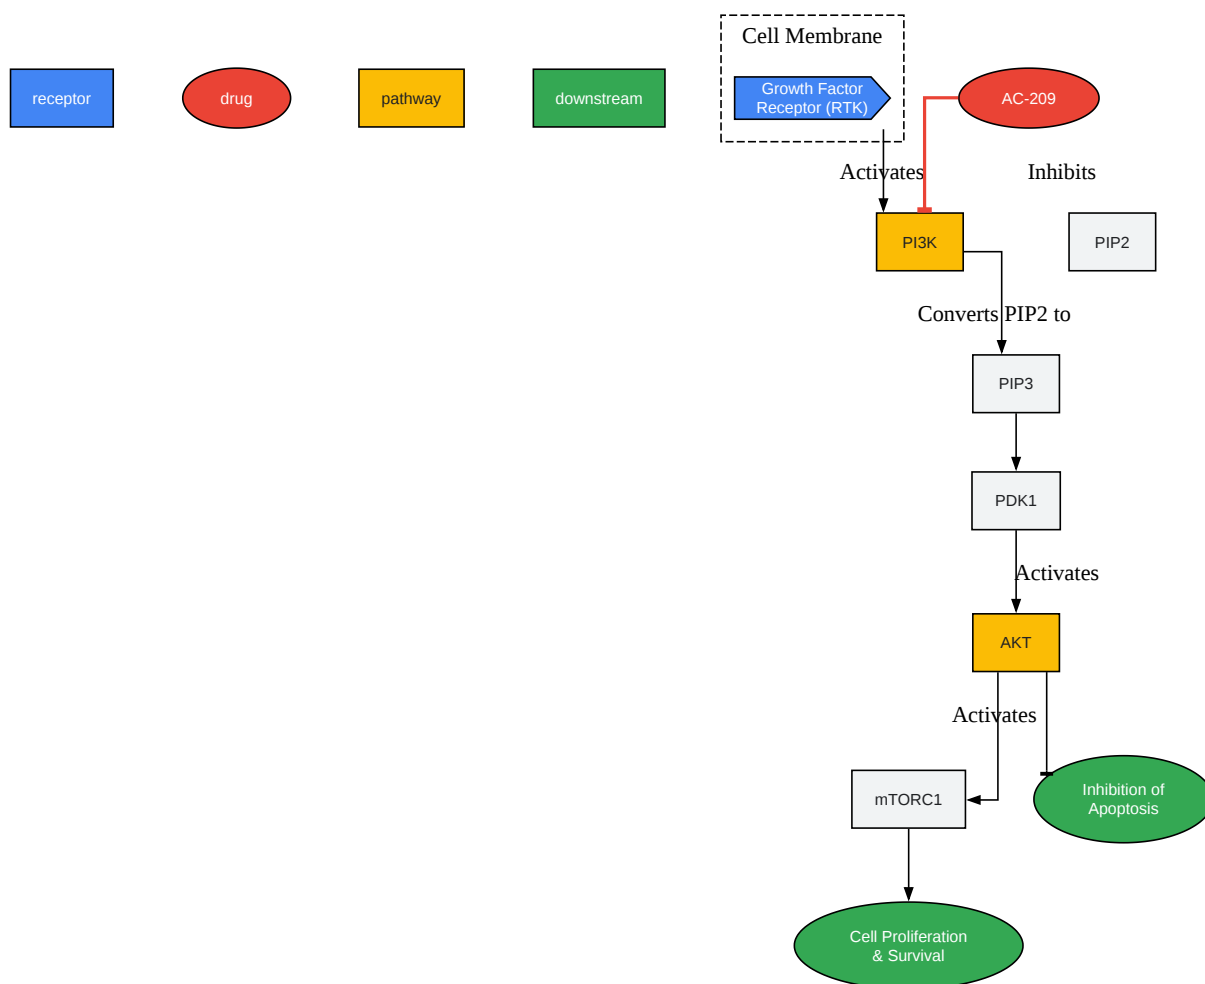 Cell Membrane
receptor
drug
pathway
downstream
Growth Factor
Receptor (RTK)
AC-209
Activates
Inhibits
PI3K
PIP2
Converts PIP2 to
PIP3
PDK1
Activates
AKT
Activates
mTORC1
Inhibition of
Apoptosis
Cell Proliferation
& Survival